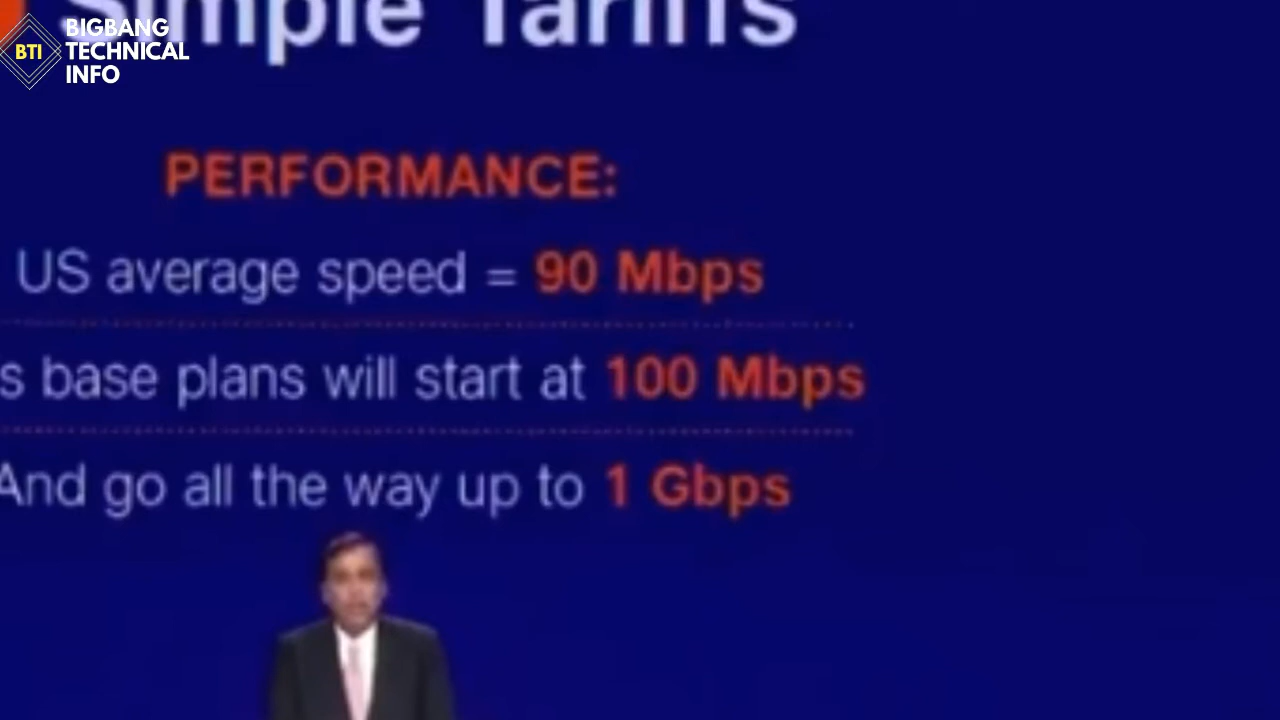 Simple Tariffs
BTI
BIGBANG
TECHNICAL
INFO
PERFORMANCE:
US average speed = 90 Mbps
s base plans will start at 100 Mbps
And go all the way up to 1 Gbps